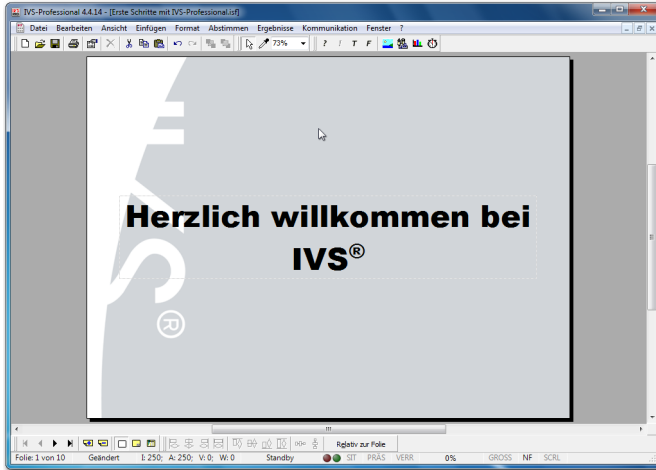 IVS-Professional 4.4.14 - [Erste Schritte mit IVS-Professional.isf]
Datei Bearbeiten Ansicht Einfügen Format Abstimmen Ergebnisse Kommunikation Fenster ?
73% ? ! T F
IVS®
Herzlich willkommen bei
IVS®
Relativ zur Folie
Folie: 1 von 10 Geändert I: 250; A: 250; V: 0; W: 0 Standby SIT PRÄS VERR 0% GROSS NF SCRL